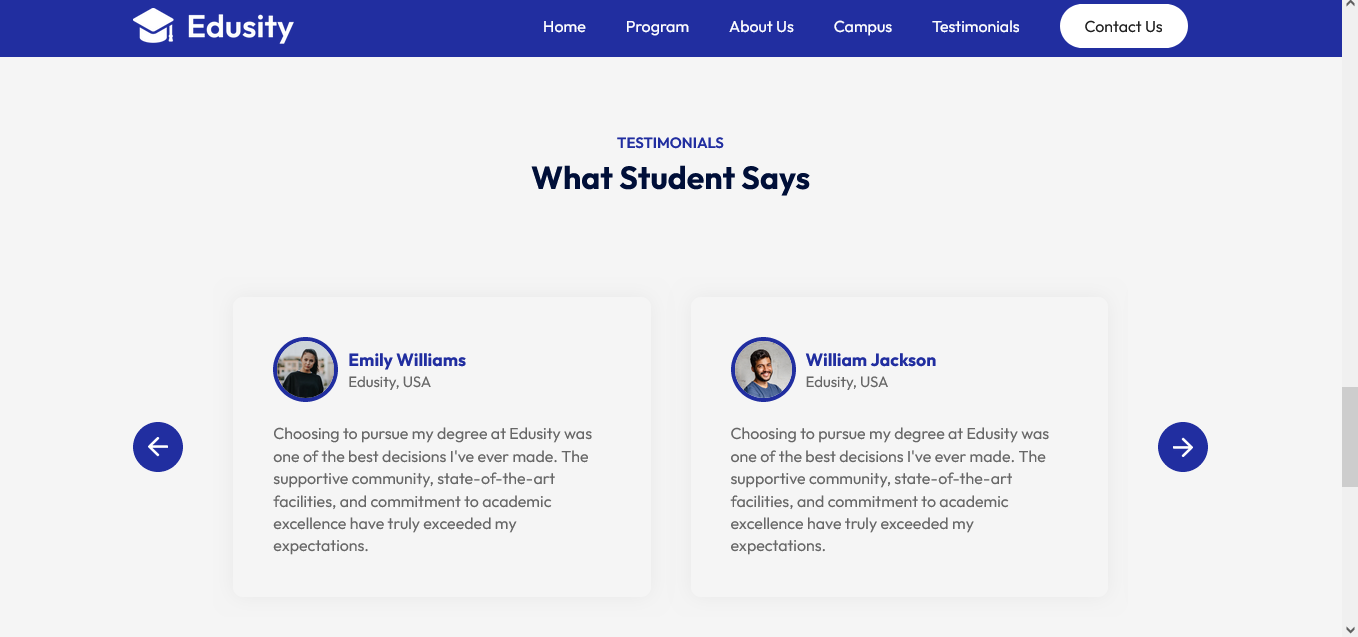 Edusity
Home
Program
About Us
Campus
Testimonials
Contact Us
TESTIMONIALS
What Student Says
Emily Williams
Edusity, USA
Choosing to pursue my degree at Edusity was
one of the best decisions I've ever made. The
supportive community, state-of-the-art
facilities, and commitment to academic
excellence have truly exceeded my
expectations.
William Jackson
Edusity, USA
Choosing to pursue my degree at Edusity was
one of the best decisions I've ever made. The
supportive community, state-of-the-art
facilities, and commitment to academic
excellence have truly exceeded my
expectations.